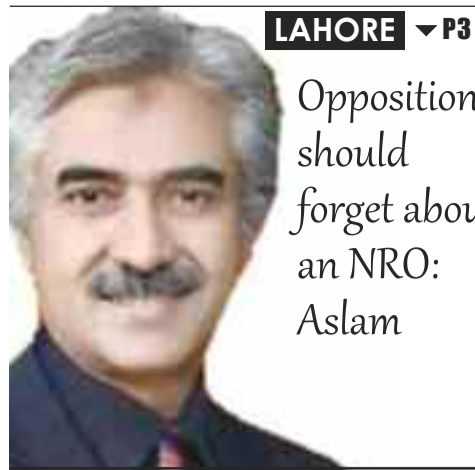 LAHORE P3
Opposition
should
forget abou
an NRO:
Aslam